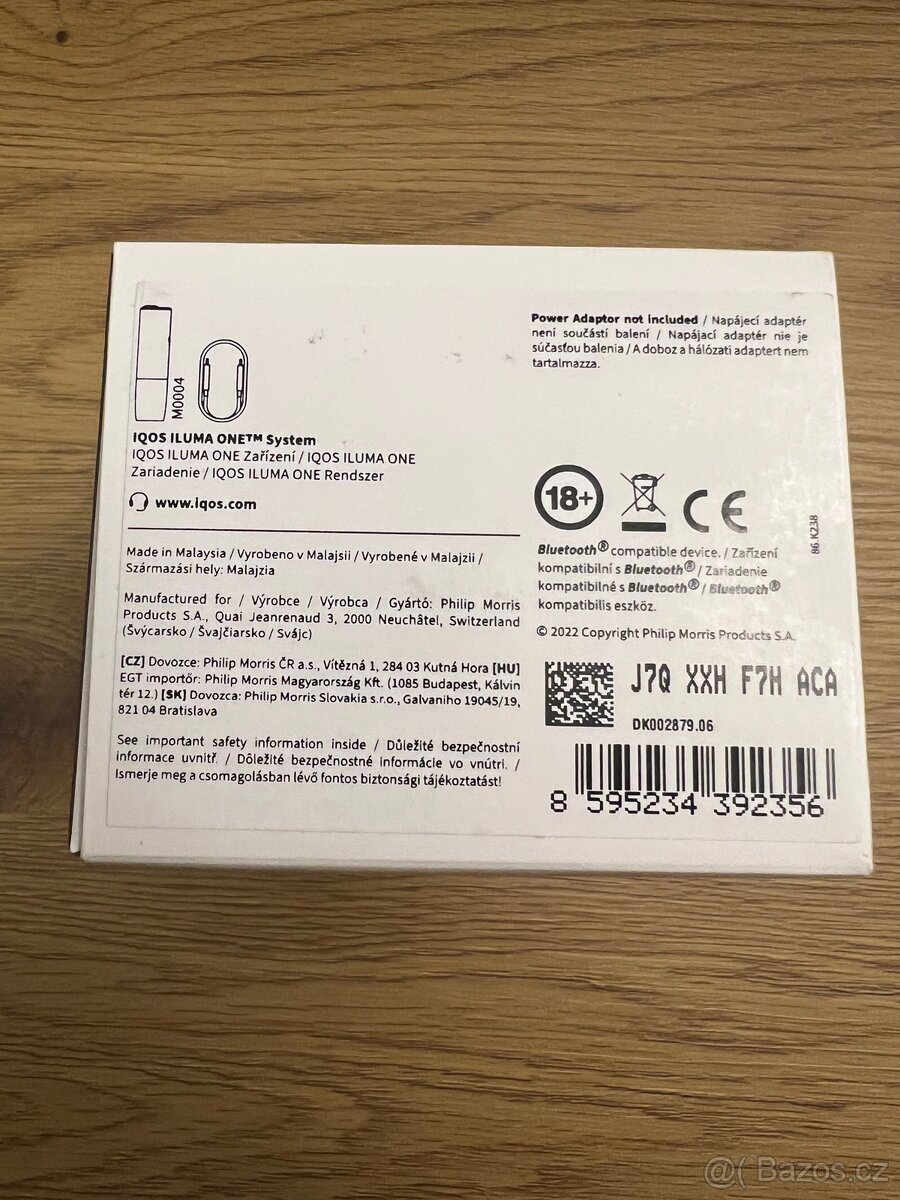 M0004
IQOS ILUMA ONE™ System
IQOS ILUMA ONE Zařízení / IQOS ILUMA ONE
Zariadenie / IQOS ILUMA ONE Rendszer
www.iqos.com
Made in Malaysia / Vyrobeno v Malajsii / Vyrobené v Malajzii /
Származási hely: Malajzia
Manufactured for / Výrobce / Výrobca / Gyártó: Philip Morris
Products S.A., Quai Jeanrenaud 3, 2000 Neuchâtel, Switzerland
(Švýcarsko / Švajčiarsko / Svájc)
[CZ] Dovozce: Philip Morris ČR a.s., Vítězná 1, 284 03 Kutná Hora [HU]
EGT importőr: Philip Morris Magyarország Kft. (1085 Budapest, Kálvin
tér 12.) [SK] Dovozca: Philip Morris Slovakia s.r.o., Galvaniho 19045/19,
821 04 Bratislava
See important safety information inside / Důležité bezpečnostní
informace uvnitř. / Dôležité bezpečnostné informácie vo vnútri. /
Ismerje meg a csomagolásban lévő fontos biztonsági tájékoztatást!
Power Adaptor not included / Napájecí adaptér
není součástí balení / Napájací adaptér nie je
súčasťou balenia / A doboz a hálózati adaptert nem
tartalmazza.
18+
CE
86.K238
Bluetooth® compatible device. / Zařízení
kompatibilní s Bluetooth® / Zariadenie
kompatibilné s Bluetooth® / Bluetooth®
kompatibilis eszköz.
© 2022 Copyright Philip Morris Products S.A.
J7Q XXH F7H ACA
DK002879.06
8 595234 392356
@( Bazos.cz